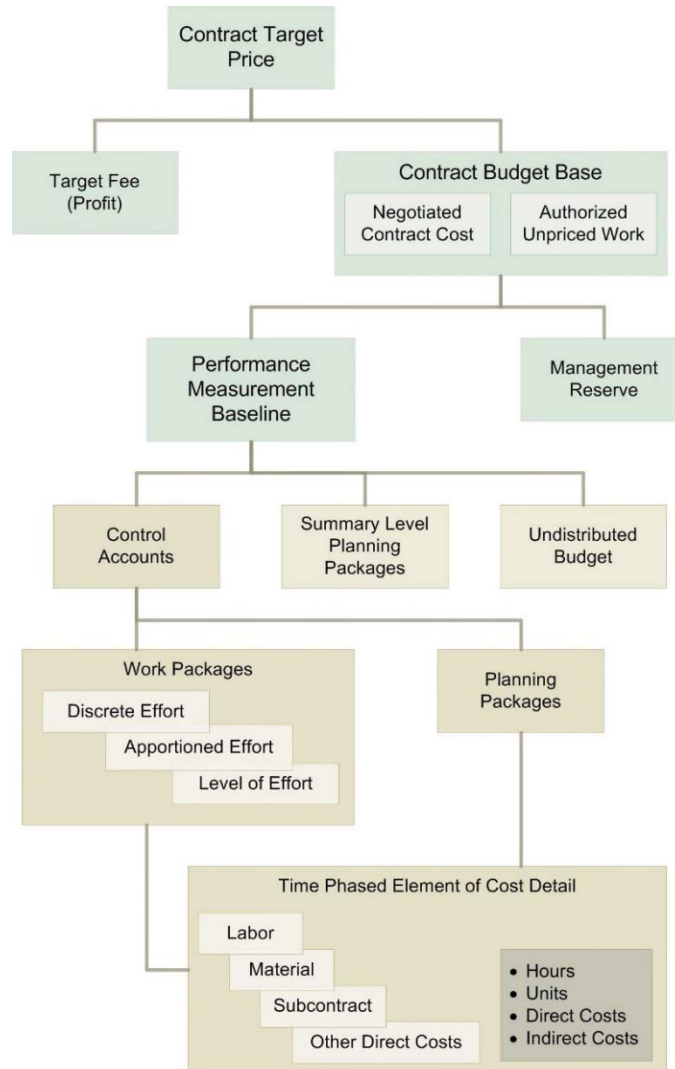 Contract Target
Price
Target Fee
(Profit)
Contract Budget Base
Negotiated
Contract Cost
Authorized
Unpriced Work
Performance
Measurement
Baseline
Management
Reserve
Control
Accounts
Summary Level
Planning
Packages
Undistributed
Budget
Work Packages
Discrete Effort
Apportioned Effort
Level of Effort
Planning
Packages
Time Phased Element of Cost Detail
Labor
Material
Subcontract
Other Direct Costs
• Hours
• Units
• Direct Costs
• Indirect Costs